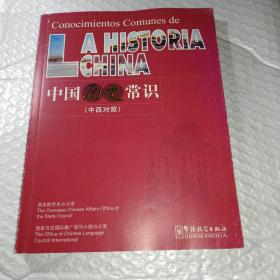 Conocimientos Comunes de
LA HISTORIA
CHINA
中国历史常识
(中西对照)
国务院侨务办公室
The Overseas Chinese Affairs Office of
the State Council
国家汉语国际推广领导小组办公室
The Office of Chinese Language
Council International
华语教学出版社
SINOLINGUA